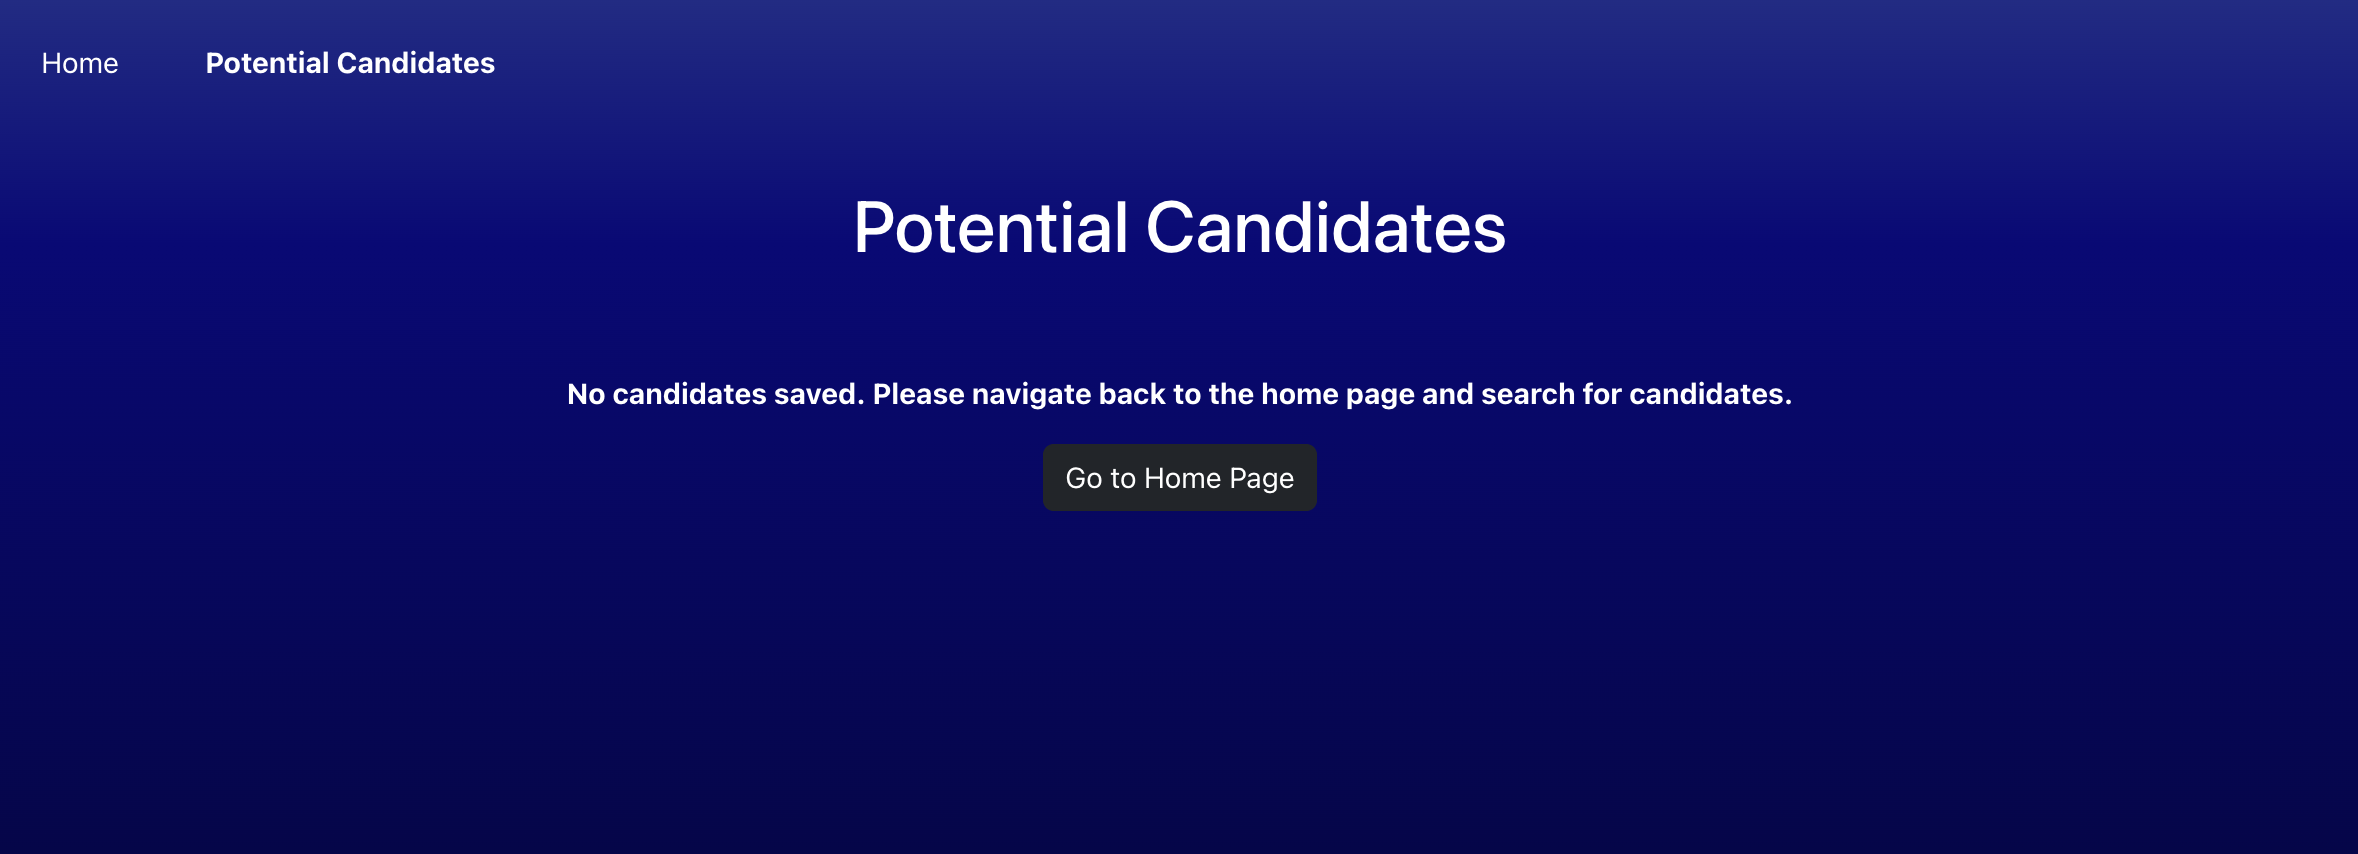 Home
Potential Candidates
Potential Candidates
No candidates saved. Please navigate back to the home page and search for candidates.
Go to Home Page